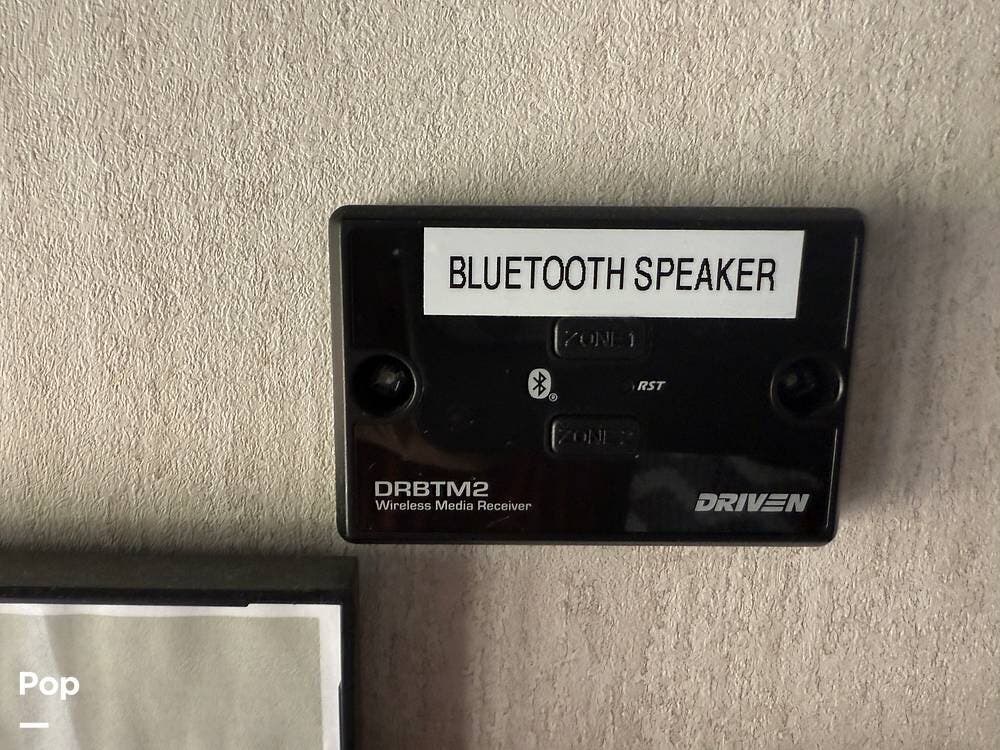 BLUETOOTH SPEAKER
ZONE 1
RST
ZONE 2
DRBTM2
Wireless Media Receiver
DRIVEN
Pop